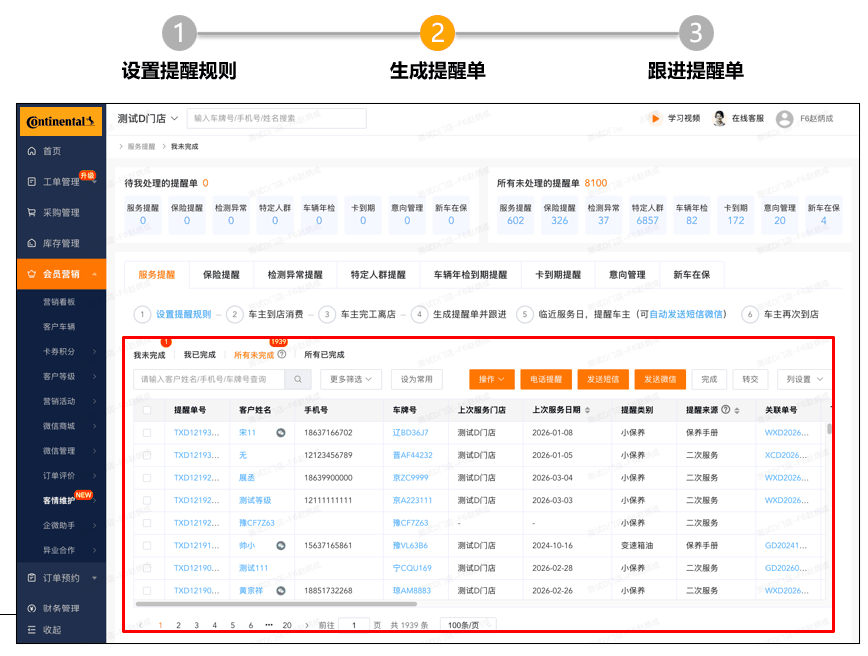 1 2 3
设置提醒规则 生成提醒单 跟进提醒单
Continental
测试D门店 输入车牌号/手机号/姓名搜索 学习视频 在线客服 F6赵炳成
服务提醒 > 我未完成
首页
工单管理 升级
采购管理
库存管理
会员营销
营销看板
客户车辆
卡券积分
客户等级
营销活动
微信商城
微信管理
订单评价
客情维护 NEW
企微助手
异业合作
订单预约
财务管理
收起
待我处理的提醒单 0
服务提醒 保险提醒 检测异常 特定人群 车辆年检 卡到期 意向管理 新车在保
0 0 0 0 0 0 0 0
所有未处理的提醒单 8100
服务提醒 保险提醒 检测异常 特定人群 车辆年检 卡到期 意向管理 新车在保
602 326 37 6857 82 172 20 4
服务提醒 保险提醒 检测异常提醒 特定人群提醒 车辆年检到期提醒 卡到期提醒 意向管理 新车在保
1 设置提醒规则 2 车主到店消费 3 车主完工离店 4 生成提醒单并跟进 5 临近服务日，提醒车主（可自动发送短信微信） 6 车主再次到店
我未完成 1 我已完成 所有未完成 1939 所有已完成
请输入客户姓名/手机号/车牌号查询 更多筛选 设为常用 操作 电话提醒 发送短信 发送微信 完成 转交 列设置
提醒单号 客户姓名 手机号 车牌号 上次服务门店 上次服务日期 提醒类别 提醒来源 关联单号
TXD12193... 宋11 18637166702 辽BD36J7 测试D门店 2026-01-08 小保养 保养手册 WXD2026...
TXD12193... 无 12123456789 晋AF44232 测试D门店 2026-01-05 小保养 二次服务 XCD2026...
TXD12192... 展丞 18639900000 京ZC9999 测试D门店 2026-03-04 小保养 二次服务 WXD2026...
TXD12192... 测试等级 12111111111 京A223111 测试D门店 2026-03-03 小保养 二次服务 WXD2026...
TXD12192... 豫CF7Z63 豫CF7Z63 - - 小保养 二次服务
TXD12191... 帅小 15637165861 豫VL63B6 测试D门店 2024-10-16 变速箱油 保养手册 GD20241...
TXD12190... 测试111 宁CQU169 测试D门店 2026-02-28 小保养 二次服务 GD20260...
TXD12190... 黄宗祥 18851732268 琼AM8883 测试D门店 2026-02-26 小保养 二次服务 WXD2026...
1 2 3 4 5 6 ... 20 前往 1 页 共 1939 条 100条/页